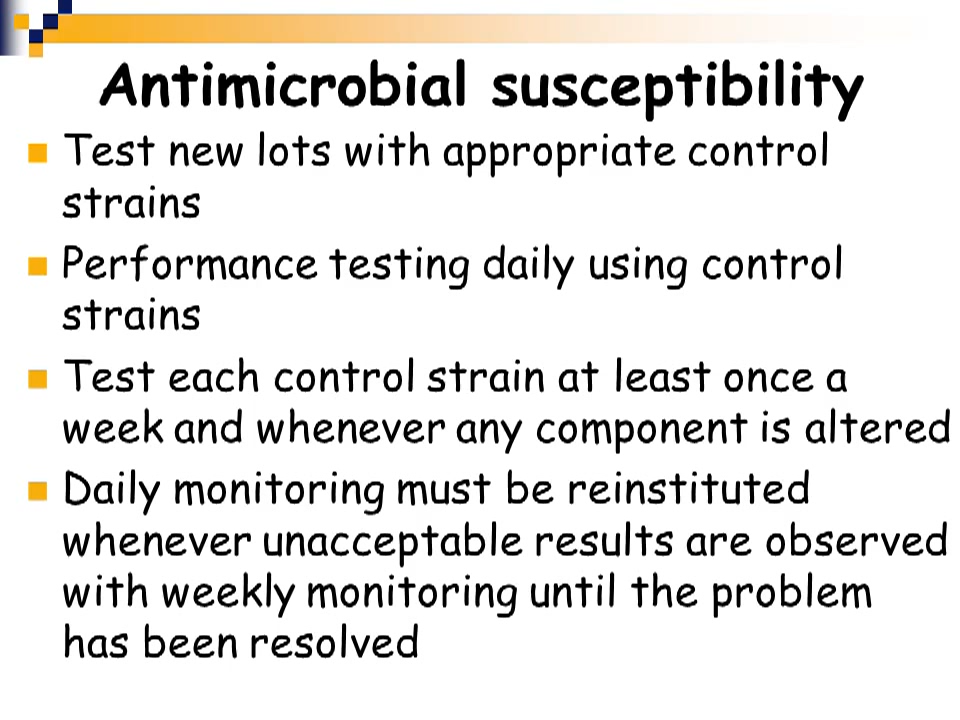 Antimicrobial susceptibility
Test new lots with appropriate control
strains
Performance testing daily using control
strains
Test each control strain at least once a
week and whenever any component is altered
Daily monitoring must be reinstituted
whenever unacceptable results are observed
with weekly monitoring until the problem
has been resolved